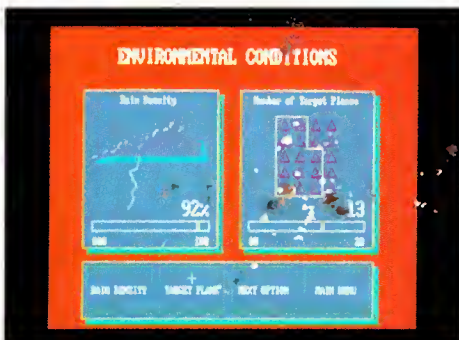 ENVIRONMENTAL CONDITIONS
Rain Density
Number of Target Planes
92%
13
000 100
00 20
RAIN DENSITY TARGET PLANE NEXT OPTION MAIN MENU